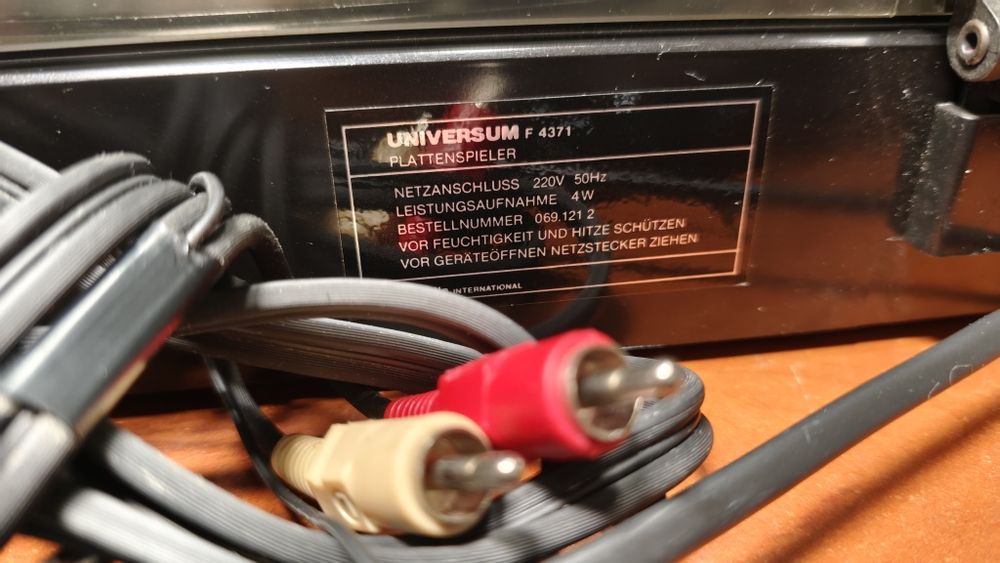 UNIVERSUM F 4371
PLATTENSPIELER
NETZANSCHLUSS 220V 50Hz
LEISTUNGSAUFNAHME 4W
BESTELLNUMMER 069.121 2
VOR FEUCHTIGKEIT UND HITZE SCHÜTZEN
VOR GERÄTEÖFFNEN NETZSTECKER ZIEHEN
INTERNATIONAL